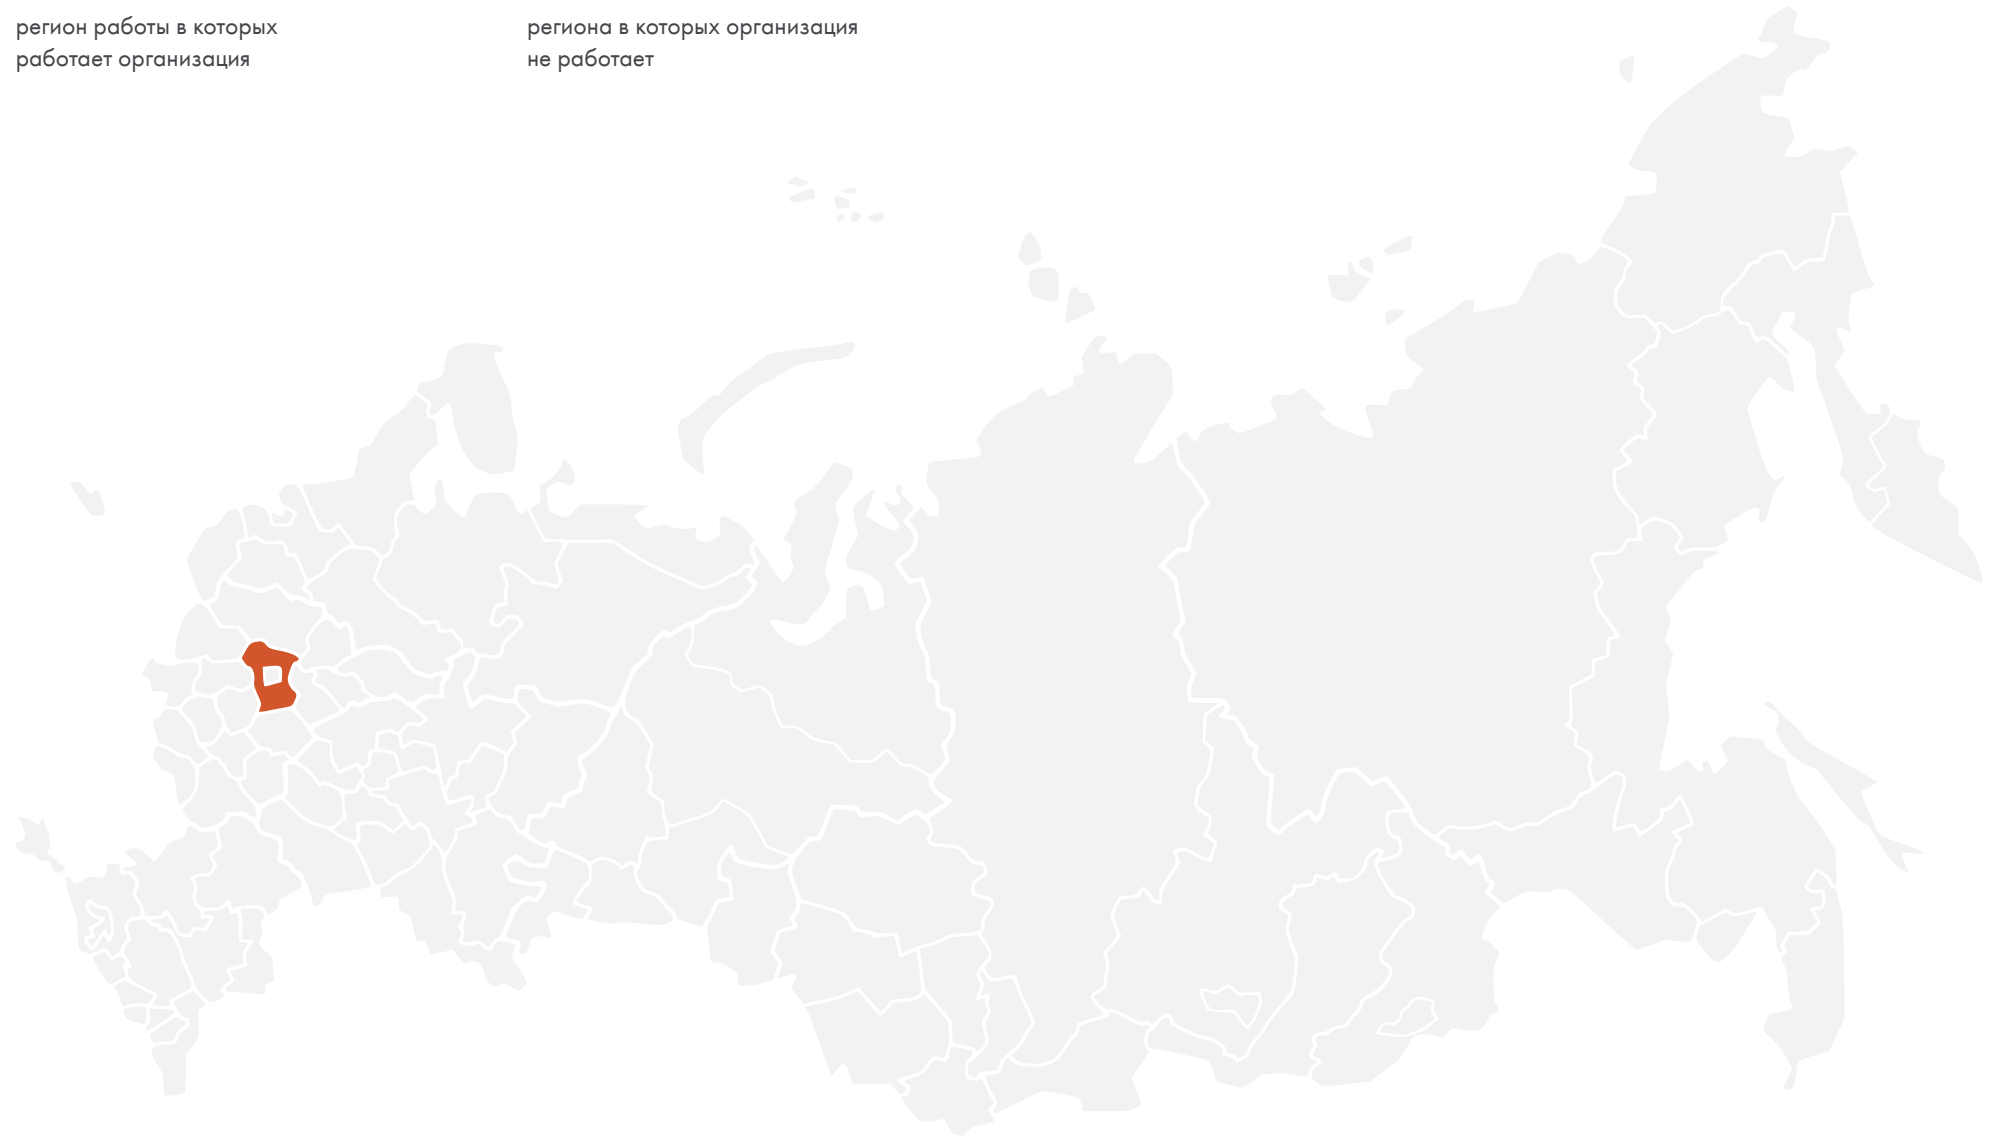 регион работы в которых
работает организация
региона в которых организация
не работает